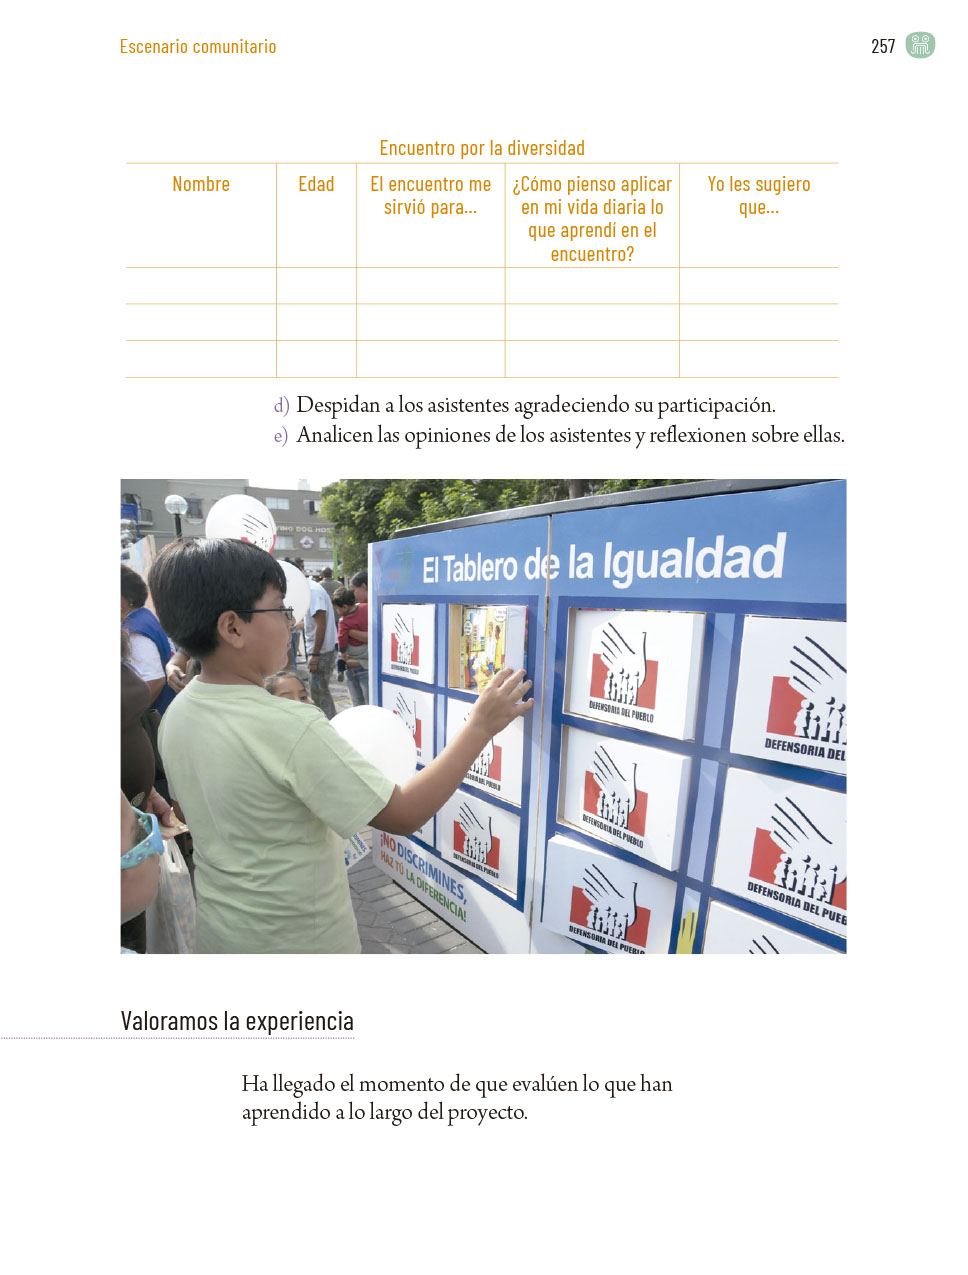 Escenario comunitario
257
Encuentro por la diversidad
Nombre
Edad
El encuentro me
sirvió para...
¿Cómo pienso aplicar
en mi vida diaria lo
que aprendí en el
encuentro?
Yo les sugiero
que...
d) Despidan a los asistentes agradeciendo su participación.
e) Analicen las opiniones de los asistentes y reflexionen sobre ellas.
El Tablero de la Igualdad
DEFENSORIA DEL PUEBLO
DEFENSORIA DEL PUEBLO
DEFENSORIA DEL
DEFENSORIA DEL PUEBLO
DEFENSORIA DEL PUEB
DEFENSORIA DEL PUEBLO
DEFENSORIA DEL PUEBLO
¡NO DISCRIMINES,
HAZ TÚ LA DIFERENCIA!
Valoramos la experiencia
Ha llegado el momento de que evalúen lo que han
aprendido a lo largo del proyecto.